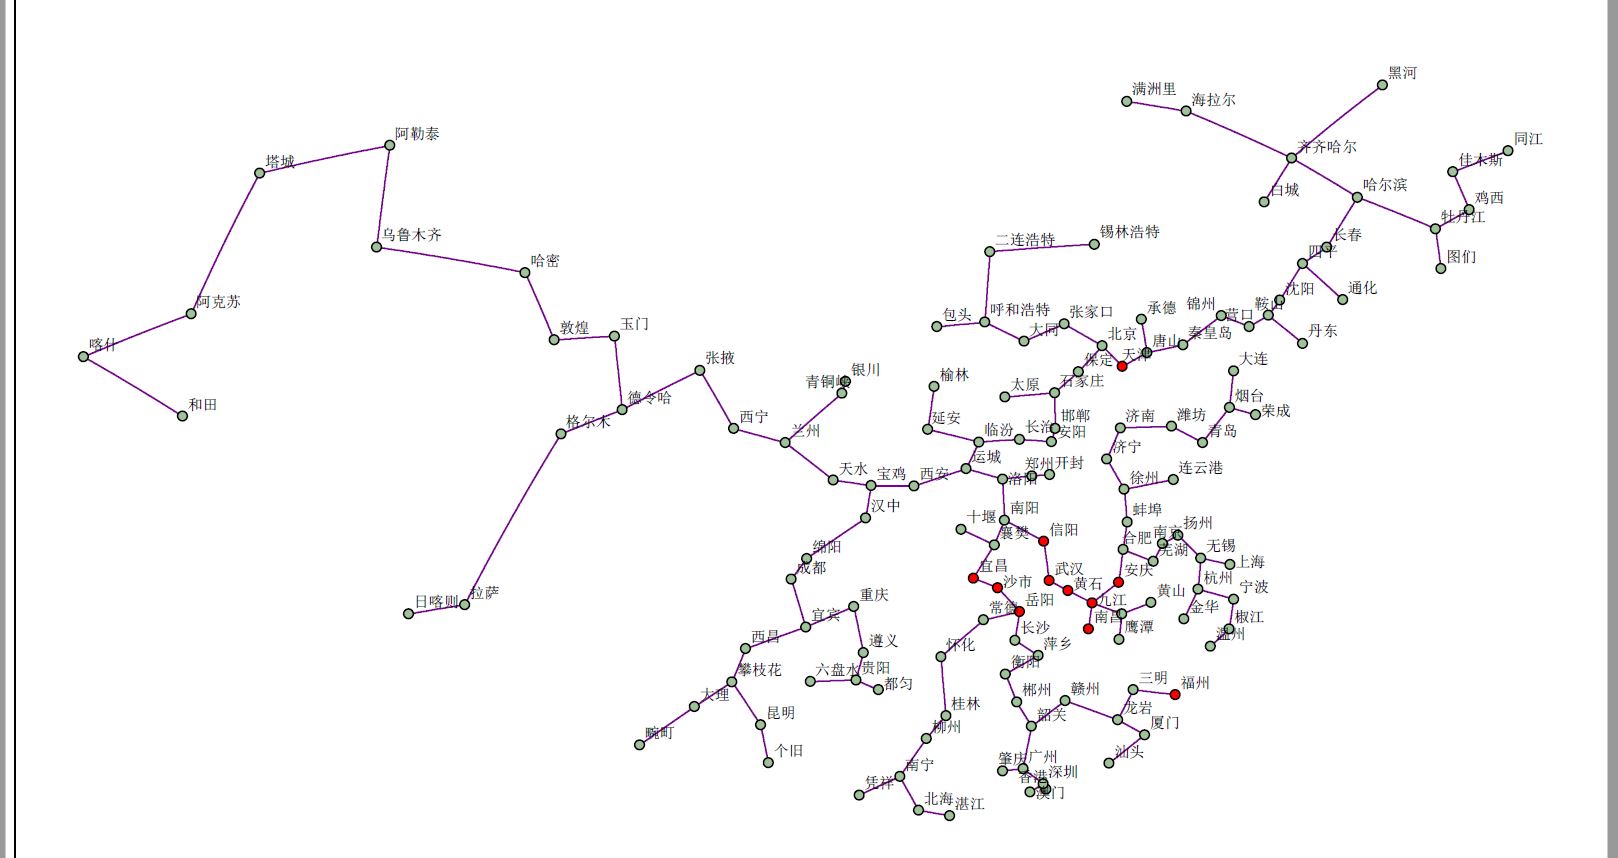 黑河
满洲里
海拉尔
阿勒泰
同江
齐齐哈尔
塔城
佳木斯
哈尔滨
白城
鸡西
牡丹江
乌鲁木齐
二连浩特
锡林浩特
长春
四平
图们
哈密
沈阳
通化
阿克苏
呼和浩特
包头
张家口
承德
锦州
鞍山
营口
敦煌
玉门
大同
北京
唐山
秦皇岛
丹东
喀什
天津
保定
大连
张掖
青铜峡
银川
榆林
太原
石家庄
和田
德令哈
烟台
荣成
格尔木
西宁
兰州
延安
临汾
长治
邯郸
安阳
济南
潍坊
青岛
济宁
天水
宝鸡
西安
运城
洛阳
郑州
开封
徐州
连云港
汉中
南阳
十堰
襄樊
信阳
蚌埠
南京
扬州
合肥
芜湖
无锡
上海
绵阳
成都
宜昌
沙市
武汉
黄石
安庆
杭州
宁波
日喀则
拉萨
重庆
常德
岳阳
九江
南昌
黄山
金华
椒江
宜宾
长沙
鹰潭
温州
西昌
遵义
怀化
萍乡
攀枝花
六盘水
贵阳
都匀
衡阳
大理
郴州
赣州
三明
福州
昆明
桂林
柳州
韶关
龙岩
厦门
畹町
个旧
南宁
肇庆
广州
汕头
凭祥
香港
深圳
澳门
北海
湛江